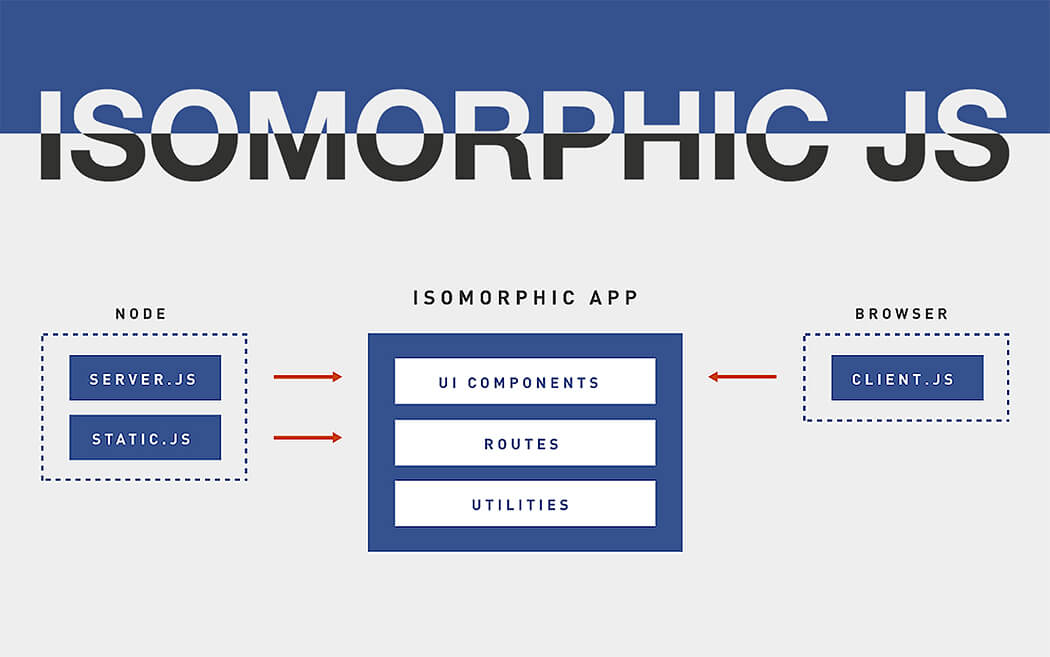 ISOMORPHIC JS
ISOMORPHIC APP
NODE
SERVER.JS
STATIC.JS
UI COMPONENTS
ROUTES
UTILITIES
BROWSER
CLIENT.JS